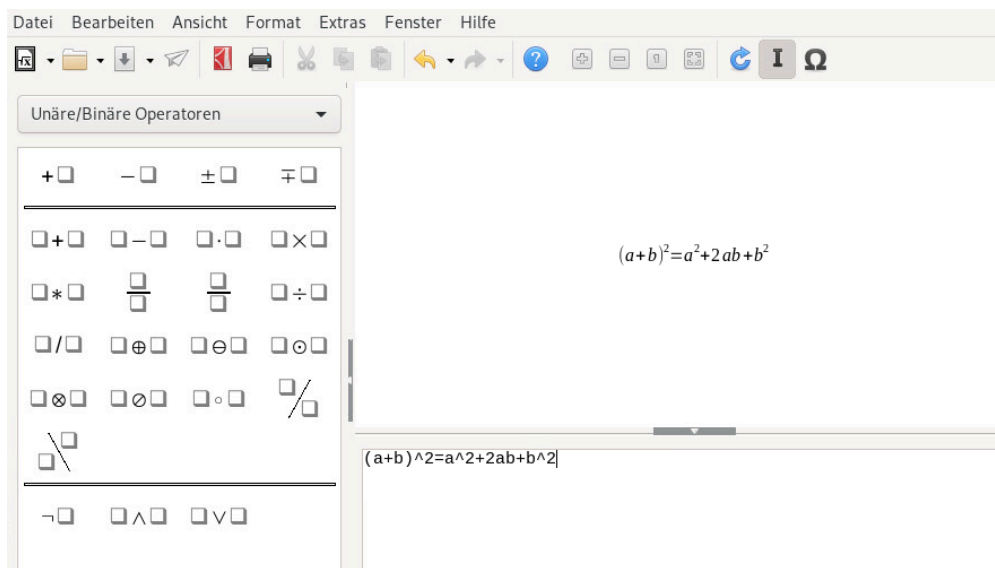 Datei Bearbeiten Ansicht Format Extras Fenster Hilfe
Unäre/Binäre Operatoren
+□ −□ ±□ ∓□
□+□ □−□ □·□ □×□
□∗□ □/□ □/□ □÷□
□/□ □⊕□ □⊖□ □⊙□
□⊗□ □⊘□ □∘□ □/□
□\□
¬□ □∧□ □∨□
(a+b)²=a²+2ab+b²
(a+b)^2=a^2+2ab+b^2